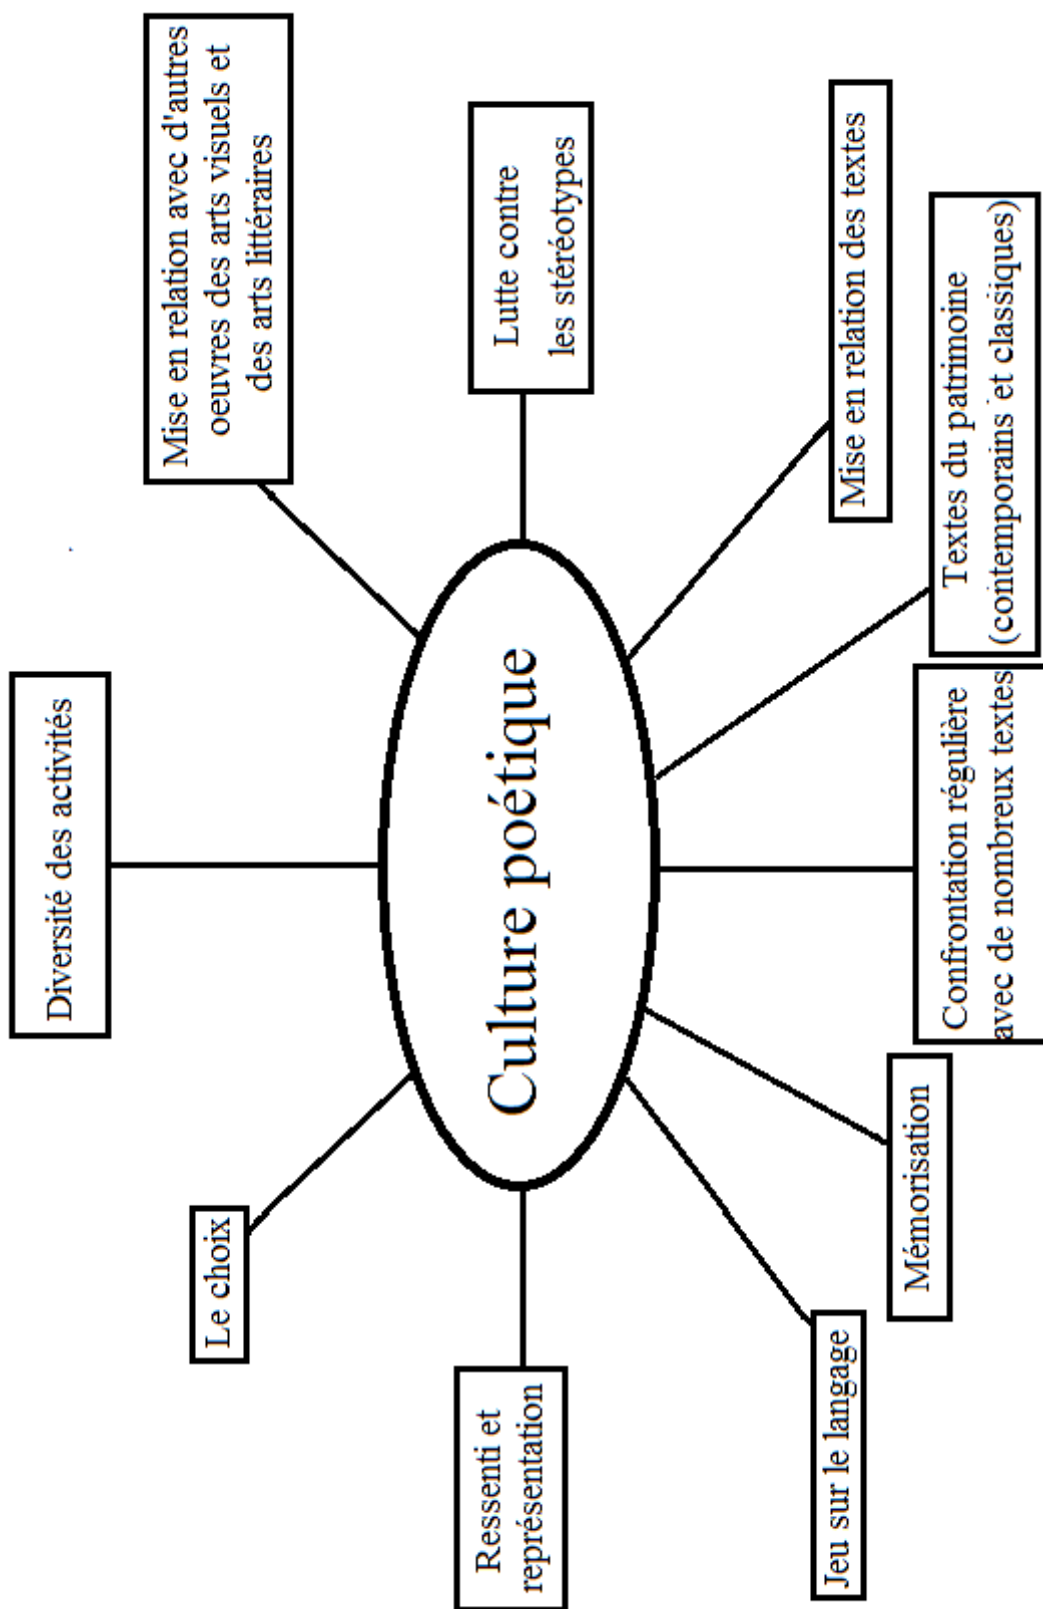 Diversité des activités
Le choix
Mise en relation avec d'autres
oeuvres des arts visuels et
des arts littéraires
Ressenti et
représentation
Culture poétique
Lutte contre
les stéréotypes
Jeu sur le langage
Mémorisation
Confrontation régulière
avec de nombreux textes
Textes du patrimoine
(contemporains et classiques)
Mise en relation des textes